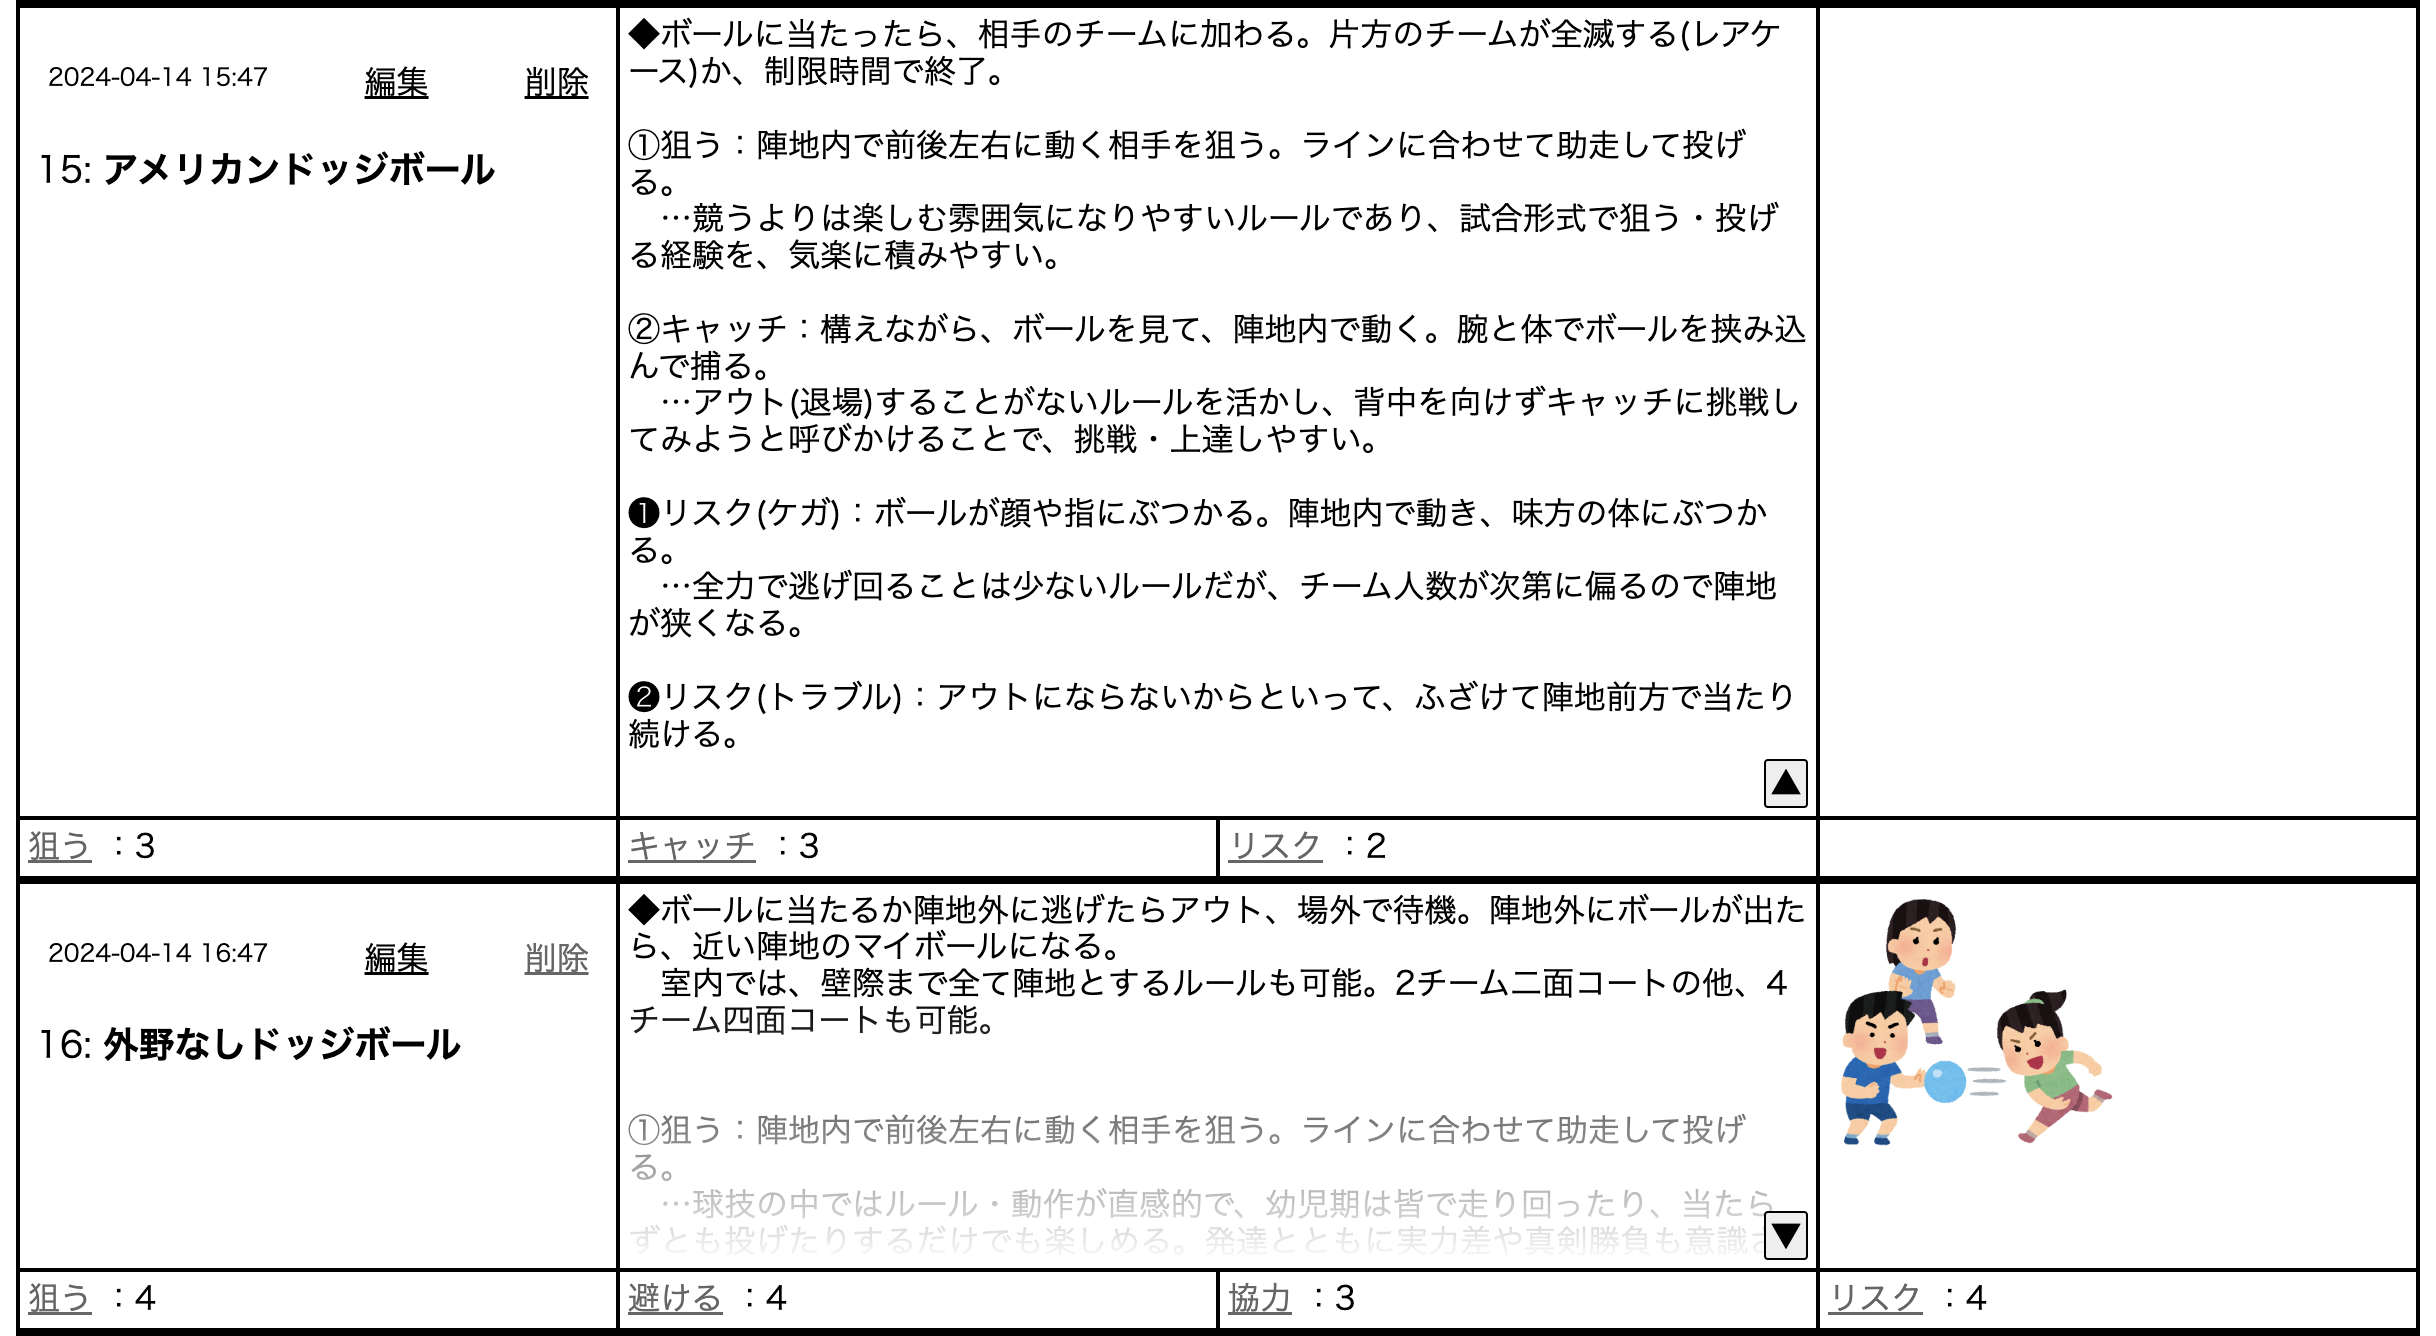 2024-04-14 15:47 編集 削除
15: アメリカンドッジボール
◆ボールに当たったら、相手のチームに加わる。片方のチームが全滅する(レアケ
ース)か、制限時間で終了。
①狙う：陣地内で前後左右に動く相手を狙う。ラインに合わせて助走して投げ
る。
　…競うよりは楽しむ雰囲気になりやすいルールであり、試合形式で狙う・投げ
る経験を、気楽に積みやすい。
②キャッチ：構えながら、ボールを見て、陣地内で動く。腕と体でボールを挟み込
んで捕る。
　…アウト(退場)することがないルールを活かし、背中を向けずキャッチに挑戦し
てみようと呼びかけることで、挑戦・上達しやすい。
❶リスク(ケガ)：ボールが顔や指にぶつかる。陣地内で動き、味方の体にぶつか
る。
　…全力で逃げ回ることは少ないルールだが、チーム人数が次第に偏るので陣地
が狭くなる。
❷リスク(トラブル)：アウトにならないからといって、ふざけて陣地前方で当たり
続ける。
▲
狙う ：3
キャッチ ：3
リスク ：2
2024-04-14 16:47 編集 削除
16: 外野なしドッジボール
◆ボールに当たるか陣地外に逃げたらアウト、場外で待機。陣地外にボールが出た
ら、近い陣地のマイボールになる。
　室内では、壁際まで全て陣地とするルールも可能。2チーム二面コートの他、4
チーム四面コートも可能。
①狙う：陣地内で前後左右に動く相手を狙う。ラインに合わせて助走して投げ
る。
　…球技の中ではルール・動作が直感的で、幼児期は皆で走り回ったり、当たら
ずとも投げたりするだけでも楽しめる。発達とともに実力差や真剣勝負も意識
▼
狙う ：4
避ける ：4
協力 ：3
リスク ：4